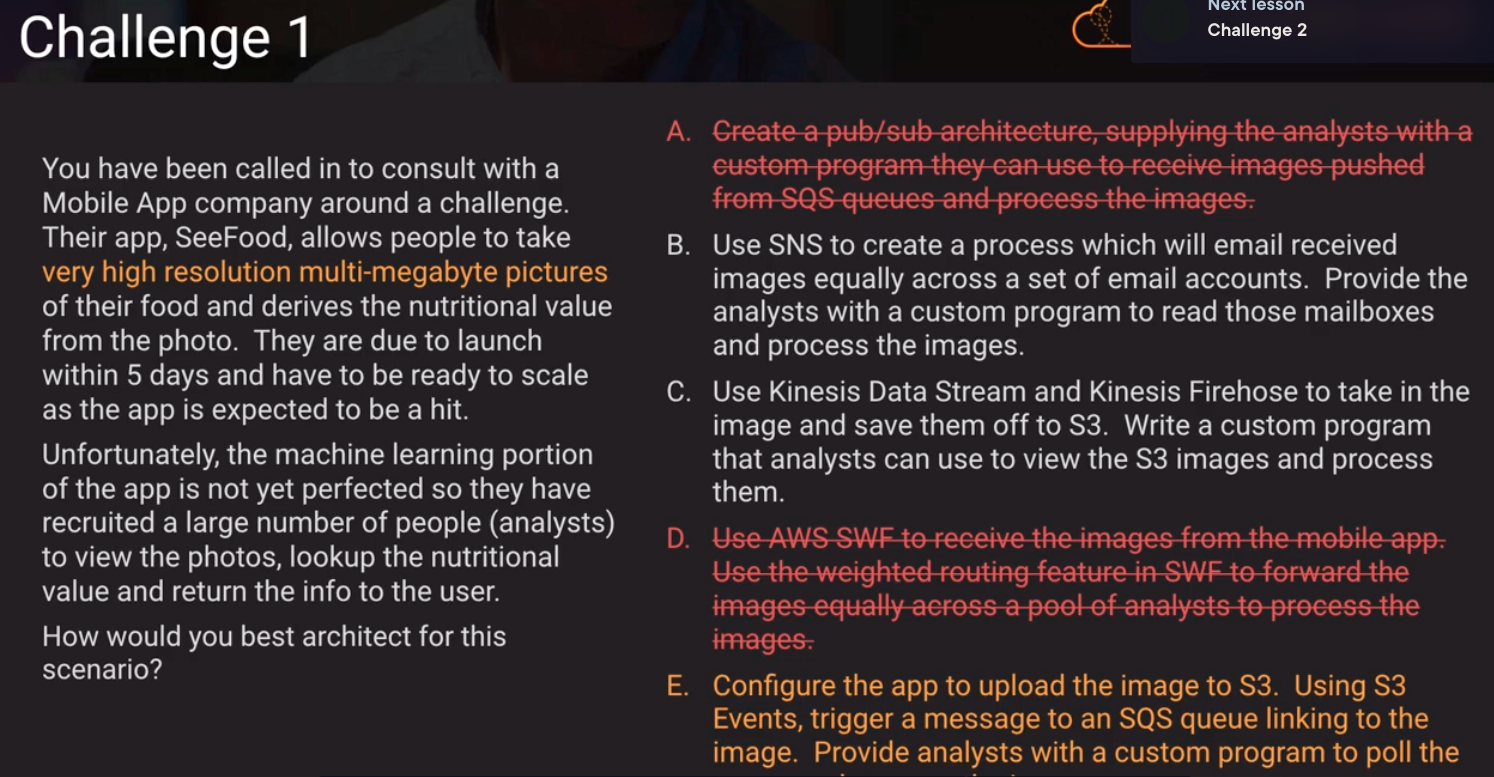 Challenge 1
Next lesson
Challenge 2
You have been called in to consult with a
Mobile App company around a challenge.
Their app, SeeFood, allows people to take
very high resolution multi-megabyte pictures
of their food and derives the nutritional value
from the photo. They are due to launch
within 5 days and have to be ready to scale
as the app is expected to be a hit.
Unfortunately, the machine learning portion
of the app is not yet perfected so they have
recruited a large number of people (analysts)
to view the photos, lookup the nutritional
value and return the info to the user.
How would you best architect for this
scenario?
A. Create a pub/sub architecture, supplying the analysts with a
custom program they can use to receive images pushed
from SQS queues and process the images.
B. Use SNS to create a process which will email received
images equally across a set of email accounts. Provide the
analysts with a custom program to read those mailboxes
and process the images.
C. Use Kinesis Data Stream and Kinesis Firehose to take in the
image and save them off to S3. Write a custom program
that analysts can use to view the S3 images and process
them.
D. Use AWS SWF to receive the images from the mobile app.
Use the weighted routing feature in SWF to forward the
images equally across a pool of analysts to process the
images.
E. Configure the app to upload the image to S3. Using S3
Events, trigger a message to an SQS queue linking to the
image. Provide analysts with a custom program to poll the